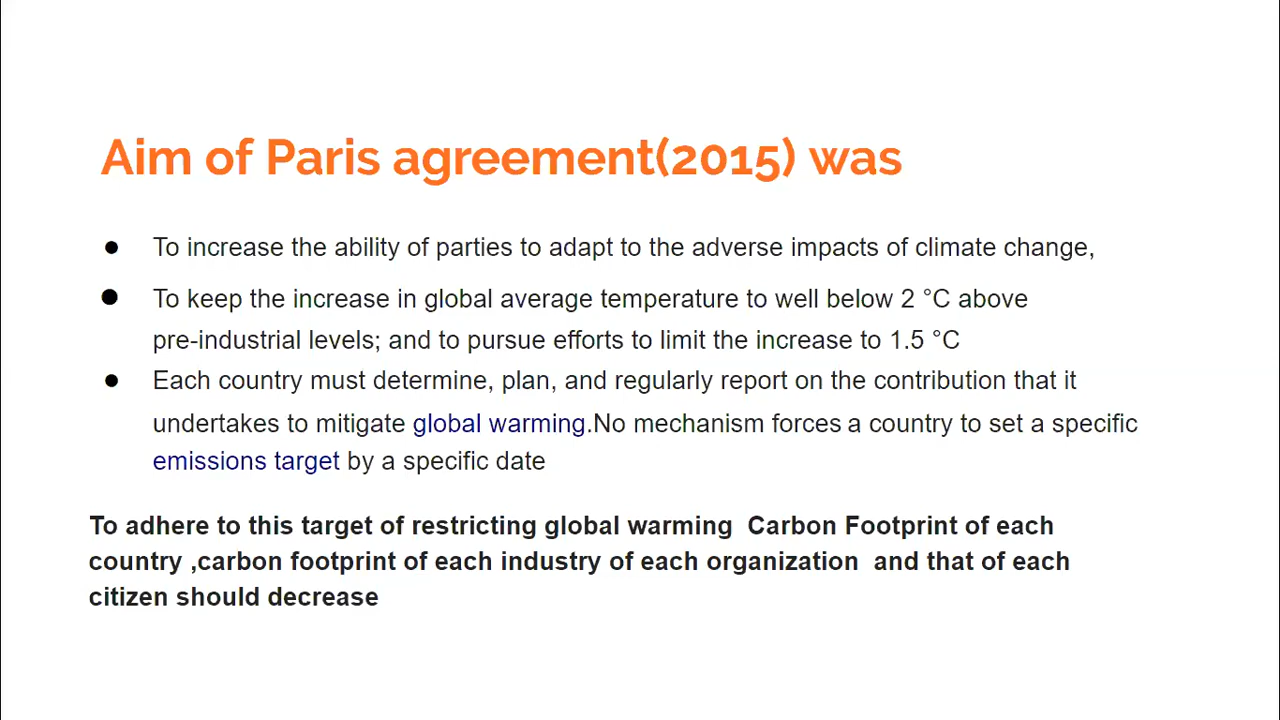 Aim of Paris agreement(2015) was
● To increase the ability of parties to adapt to the adverse impacts of climate change,
● To keep the increase in global average temperature to well below 2 °C above
pre-industrial levels; and to pursue efforts to limit the increase to 1.5 °C
● Each country must determine, plan, and regularly report on the contribution that it
undertakes to mitigate global warming.No mechanism forces a country to set a specific
emissions target by a specific date
To adhere to this target of restricting global warming  Carbon Footprint of each
country ,carbon footprint of each industry of each organization  and that of each
citizen should decrease